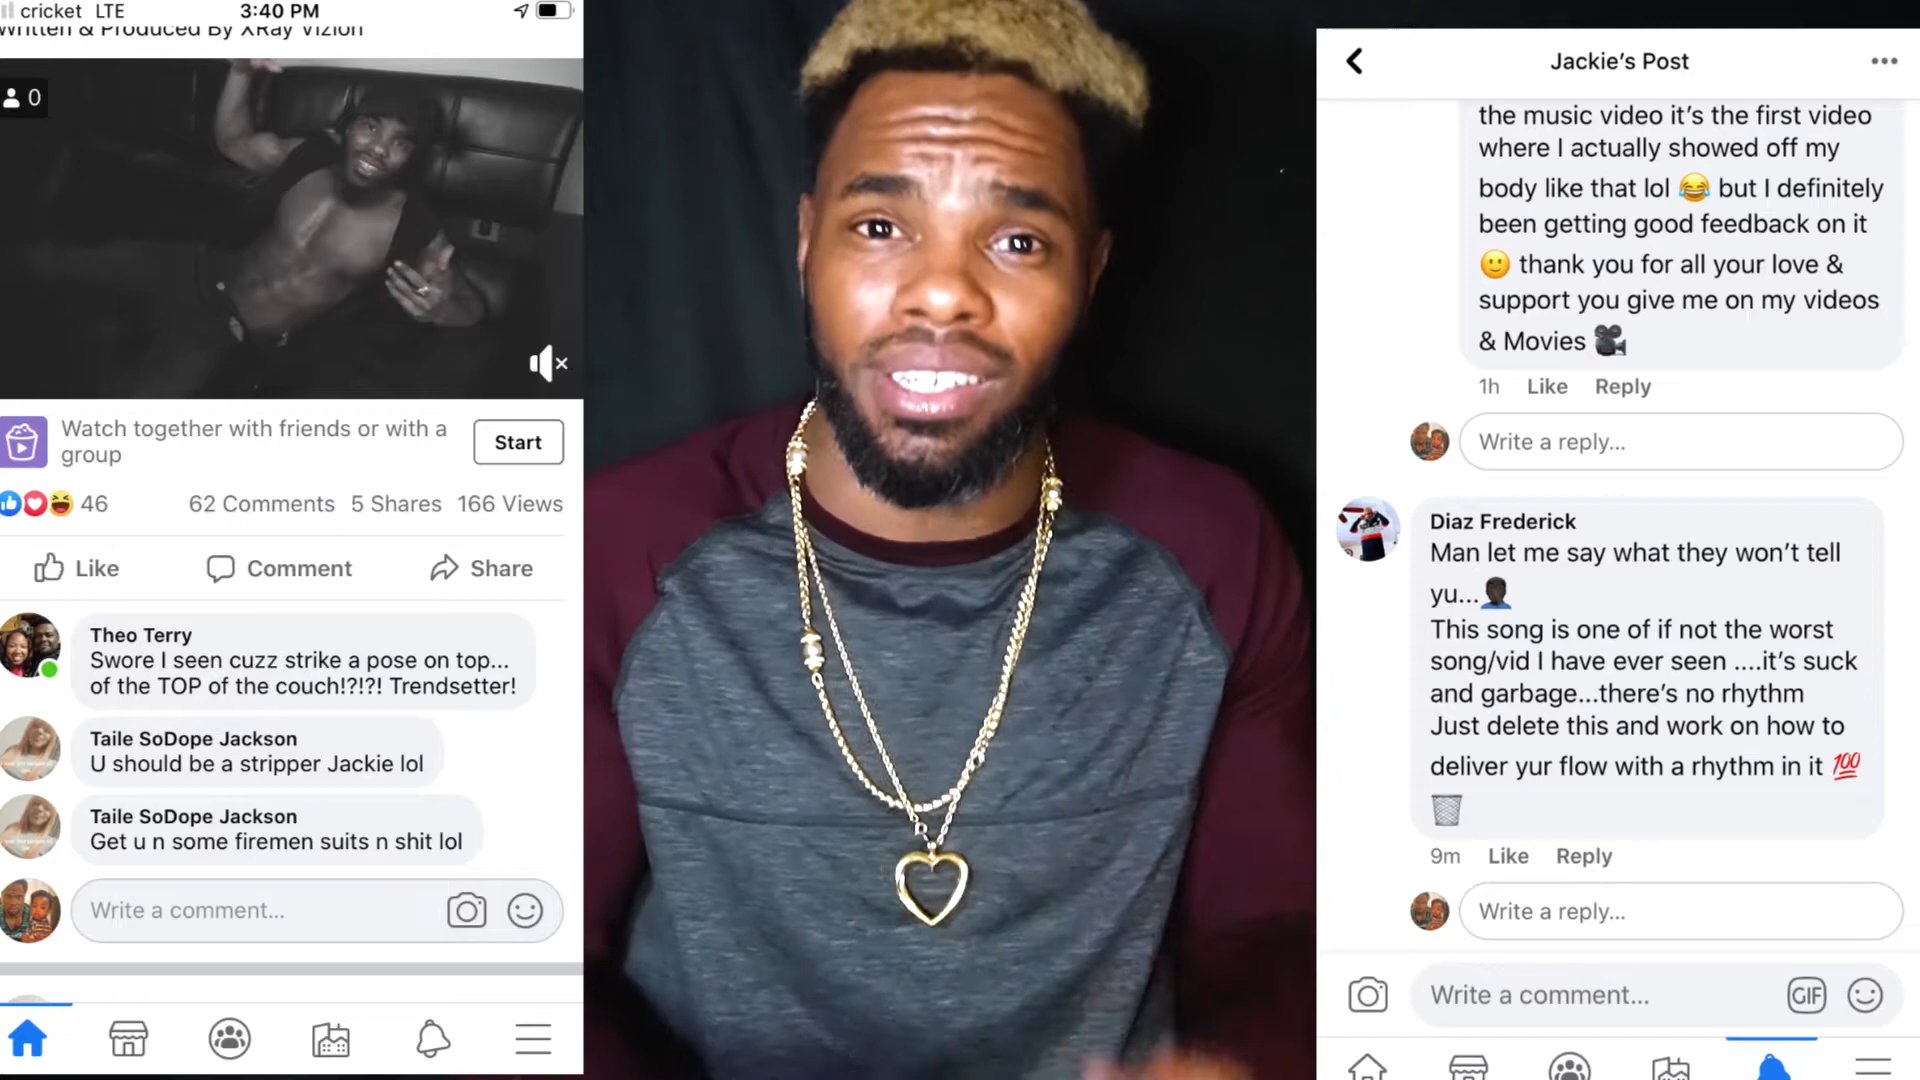 cricket LTE
3:40 PM
Written & Produced By XRay Vizion
0
Watch together with friends or with a
group
Start
46
62 Comments 5 Shares 166 Views
Like
Comment
Share
Theo Terry
Swore I seen cuzz strike a pose on top...
of the TOP of the couch!?!?! Trendsetter!
Taile SoDope Jackson
U should be a stripper Jackie lol
Taile SoDope Jackson
Get u n some firemen suits n shit lol
Write a comment...
Jackie's Post
the music video it's the first video
where I actually showed off my
body like that lol 😂 but I definitely
been getting good feedback on it
🙂 thank you for all your love &
support you give me on my videos
& Movies 🎥
1h Like Reply
Write a reply...
Diaz Frederick
Man let me say what they won't tell
yu...🤦🏿‍♂️
This song is one of if not the worst
song/vid I have ever seen ....it's suck
and garbage...there's no rhythm
Just delete this and work on how to
deliver yur flow with a rhythm in it 💯
🗑️
9m Like Reply
Write a reply...
Write a comment...
GIF